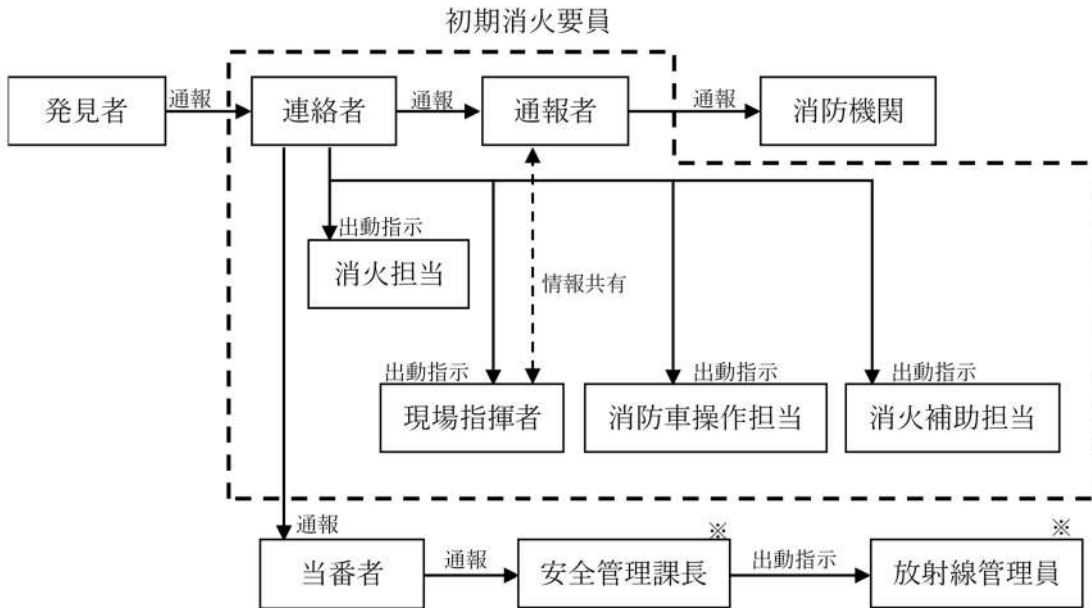 初期消火要員
発見者
通報
連絡者
通報
通報者
通報
消防機関
出動指示
消火担当
情報共有
出動指示
現場指揮者
出動指示
消防車操作担当
出動指示
消火補助担当
通報
当番者
通報
※
安全管理課長
出動指示
※
放射線管理員